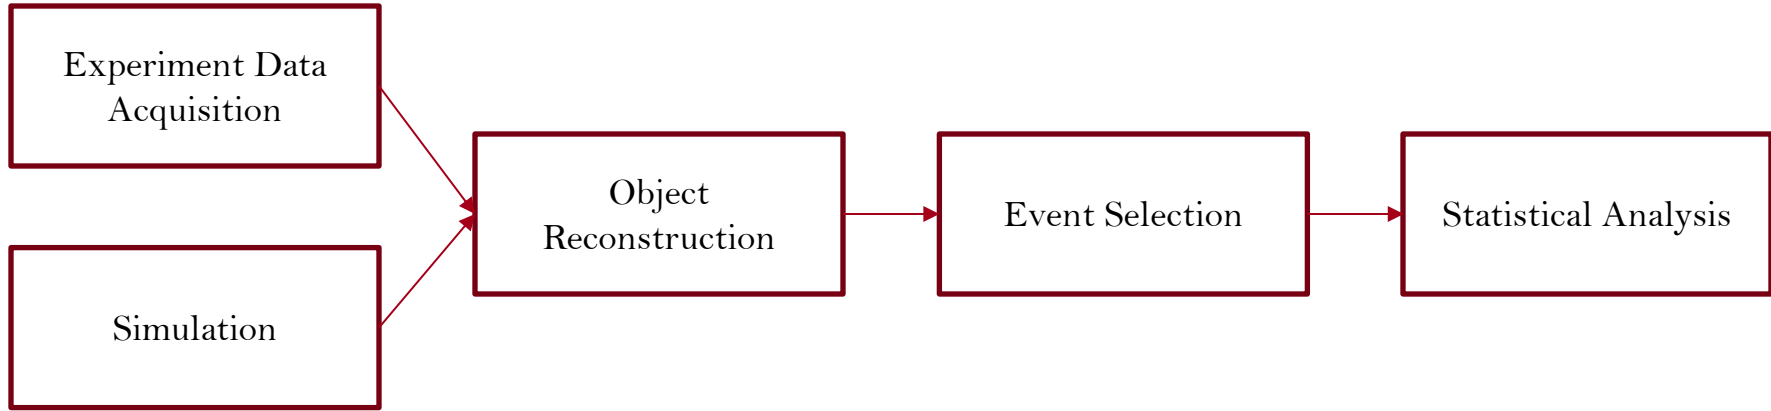 Experiment Data
Acquisition
Simulation
Object
Reconstruction
Event Selection
Statistical Analysis